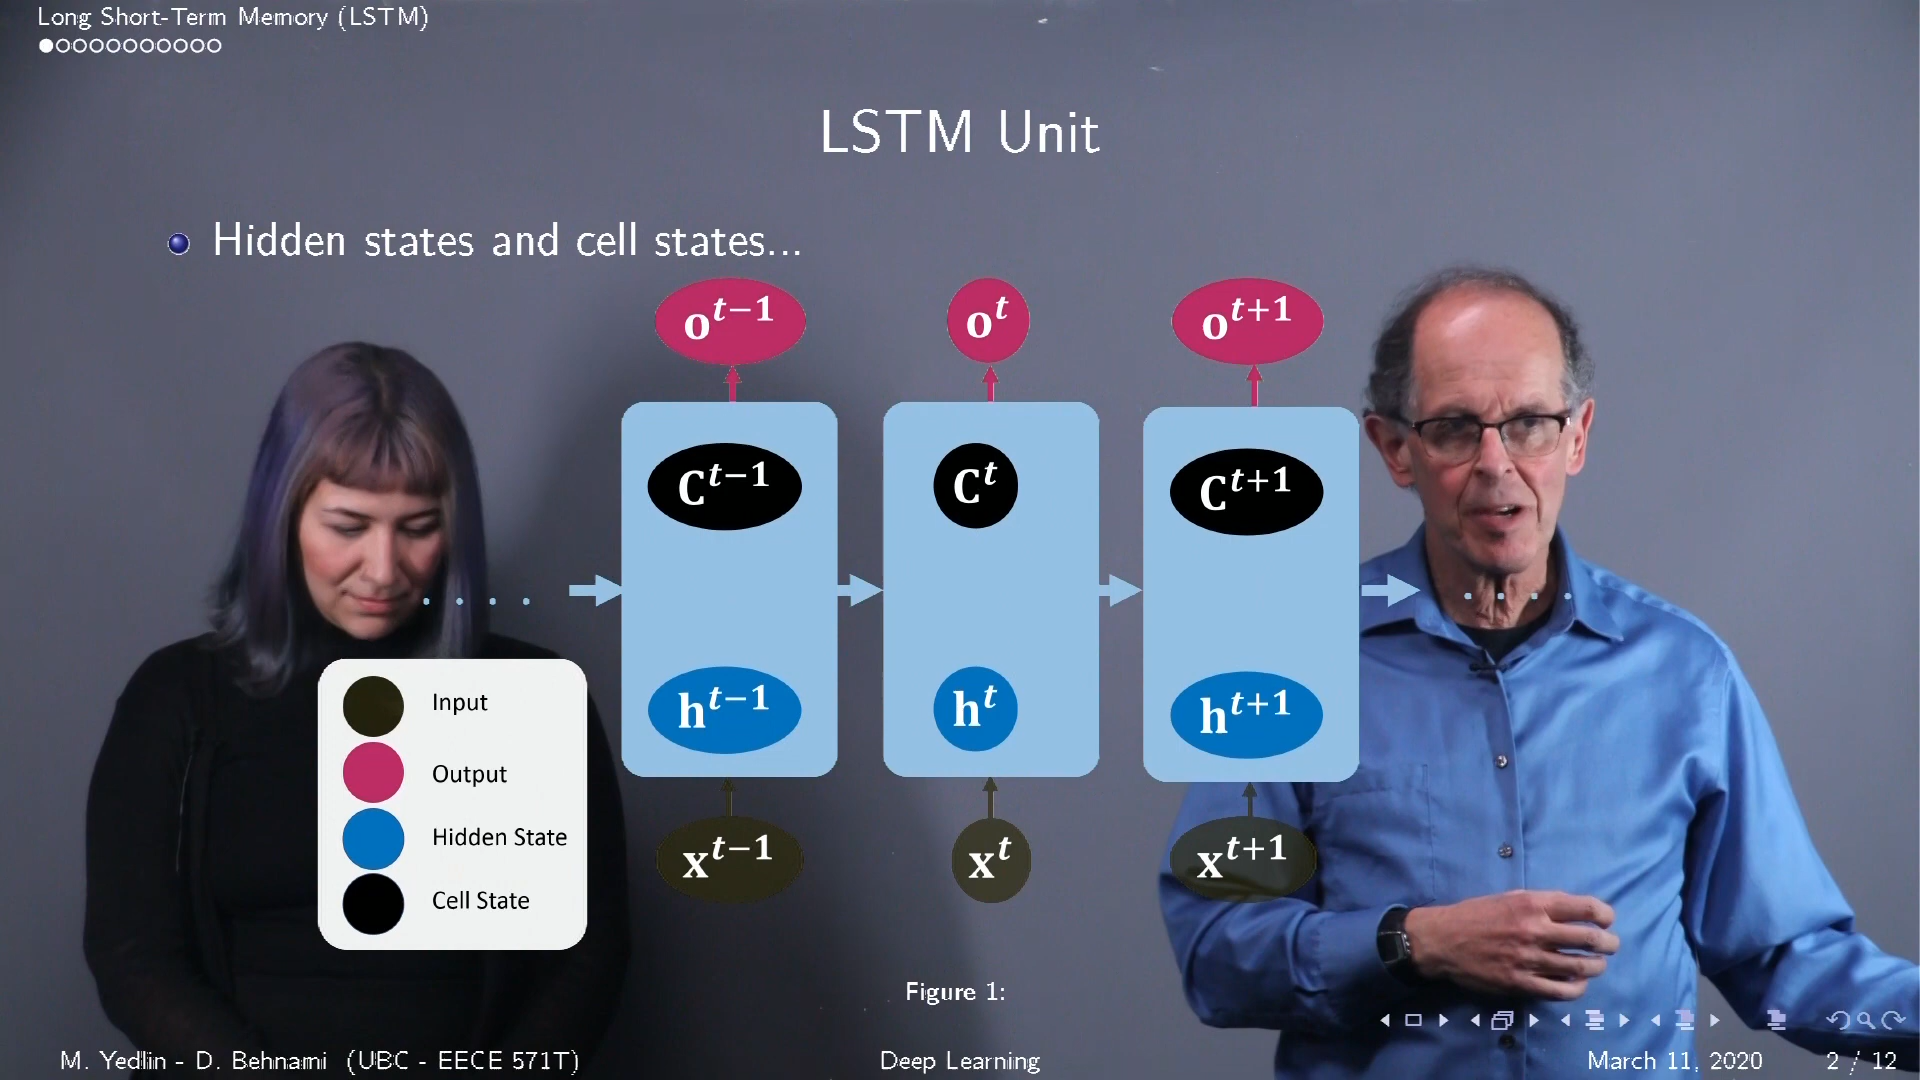 Long Short-Term Memory (LSTM)
LSTM Unit
Hidden states and cell states...
o^{t−1} o^t o^{t+1}
C^{t−1} C^t C^{t+1}
h^{t−1} h^t h^{t+1}
x^{t−1} x^t x^{t+1}
Input
Output
Hidden State
Cell State
Figure 1:
M. Yedlin - D. Behnami (UBC - EECE 571T) Deep Learning March 11, 2020 2 / 12